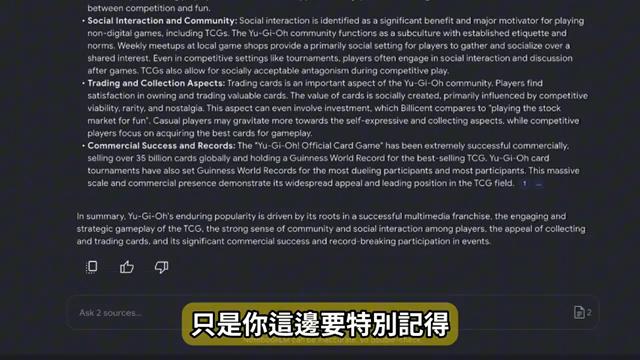 between competition and fun.
• Social Interaction and Community: Social interaction is identified as a significant benefit and major motivator for playing
non-digital games, including TCGs. The Yu-Gi-Oh community functions as a subculture with established etiquette and
norms. Weekly meetups at local game shops provide a primarily social setting for players to gather and socialize over a
shared interest. Even in competitive settings like tournaments, players often engage in social interaction and discussion
after games. TCGs also allow for socially acceptable antagonism during competitive play.
• Trading and Collection Aspects: Trading cards is an important aspect of the Yu-Gi-Oh community. Players find
satisfaction in owning and trading valuable cards. The value of cards is socially created, primarily influenced by competitive
viability, rarity, and nostalgia. This aspect can even involve investment, which Billicent compares to "playing the stock
market for fun". Casual players may gravitate more towards the self-expressive and collecting aspects, while competitive
players focus on acquiring the best cards for gameplay.
• Commercial Success and Records: The "Yu-Gi-Oh! Official Card Game" has been extremely successful commercially,
selling over 35 billion cards globally and holding a Guinness World Record for the best-selling TCG. Yu-Gi-Oh card
tournaments have also set Guinness World Records for the most dueling participants and most participants. This massive
scale and commercial presence demonstrate its widespread appeal and leading position in the TCG field. 1 ...
In summary, Yu-Gi-Oh's enduring popularity is driven by its roots in a successful multimedia franchise, the engaging and
strategic gameplay of the TCG, the strong sense of community and social interaction among players, the appeal of collecting
and trading cards, and its significant commercial success and record-breaking participation in events.
Ask 2 sources...
2
只是你這邊要特別記得